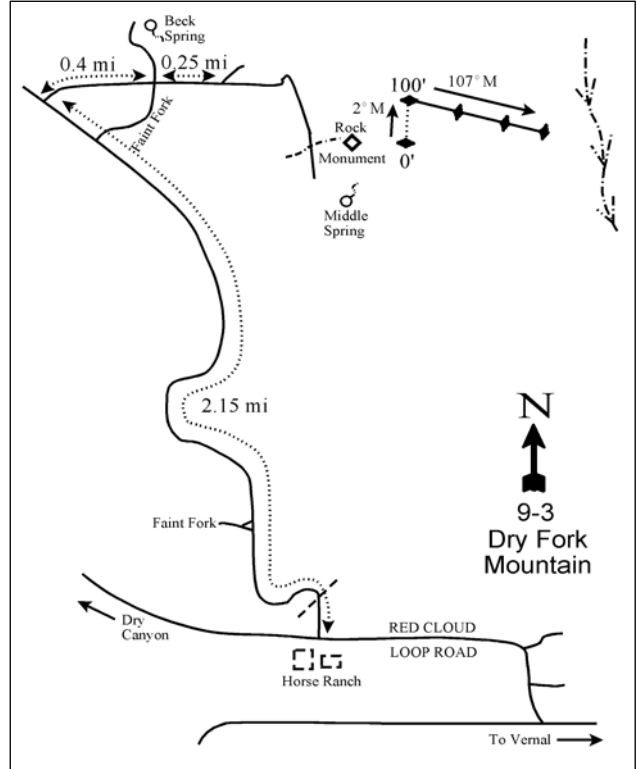 Beek
Spring
0.4 mi
0.25 mi
Faint Fork
100'
107° M
2° M
Rock
Monument
0'
Middle
Spring
2.15 mi
N
9-3
Dry Fork
Mountain
Faint Fork
Dry
Canyon
RED CLOUD
LOOP ROAD
Horse Ranch
To Vernal